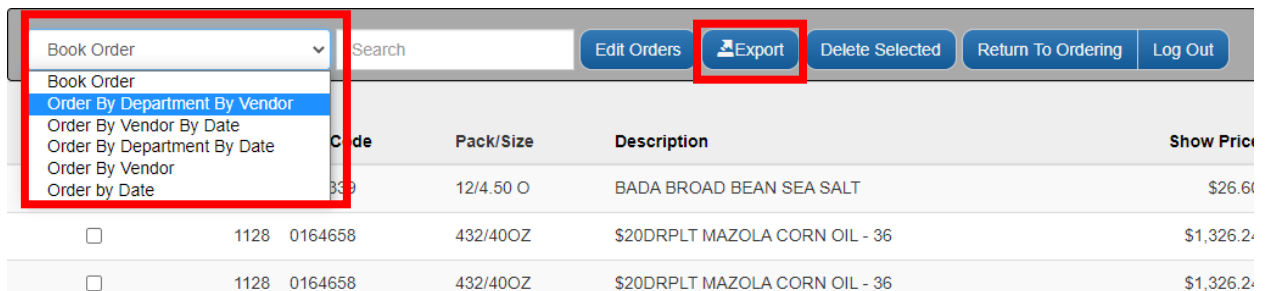 Book Order Search Edit Orders Export Delete Selected Return To Ordering Log Out
Book Order
Order By Department By Vendor
Order By Vendor By Date
Order By Department By Date
Order By Vendor
Order by Date
Code Pack/Size Description Show Price
339 12/4.50 O BADA BROAD BEAN SEA SALT $26.60
1128 0164658 432/40OZ $20DRPLT MAZOLA CORN OIL - 36 $1,326.24
1128 0164658 432/40OZ $20DRPLT MAZOLA CORN OIL - 36 $1,326.24